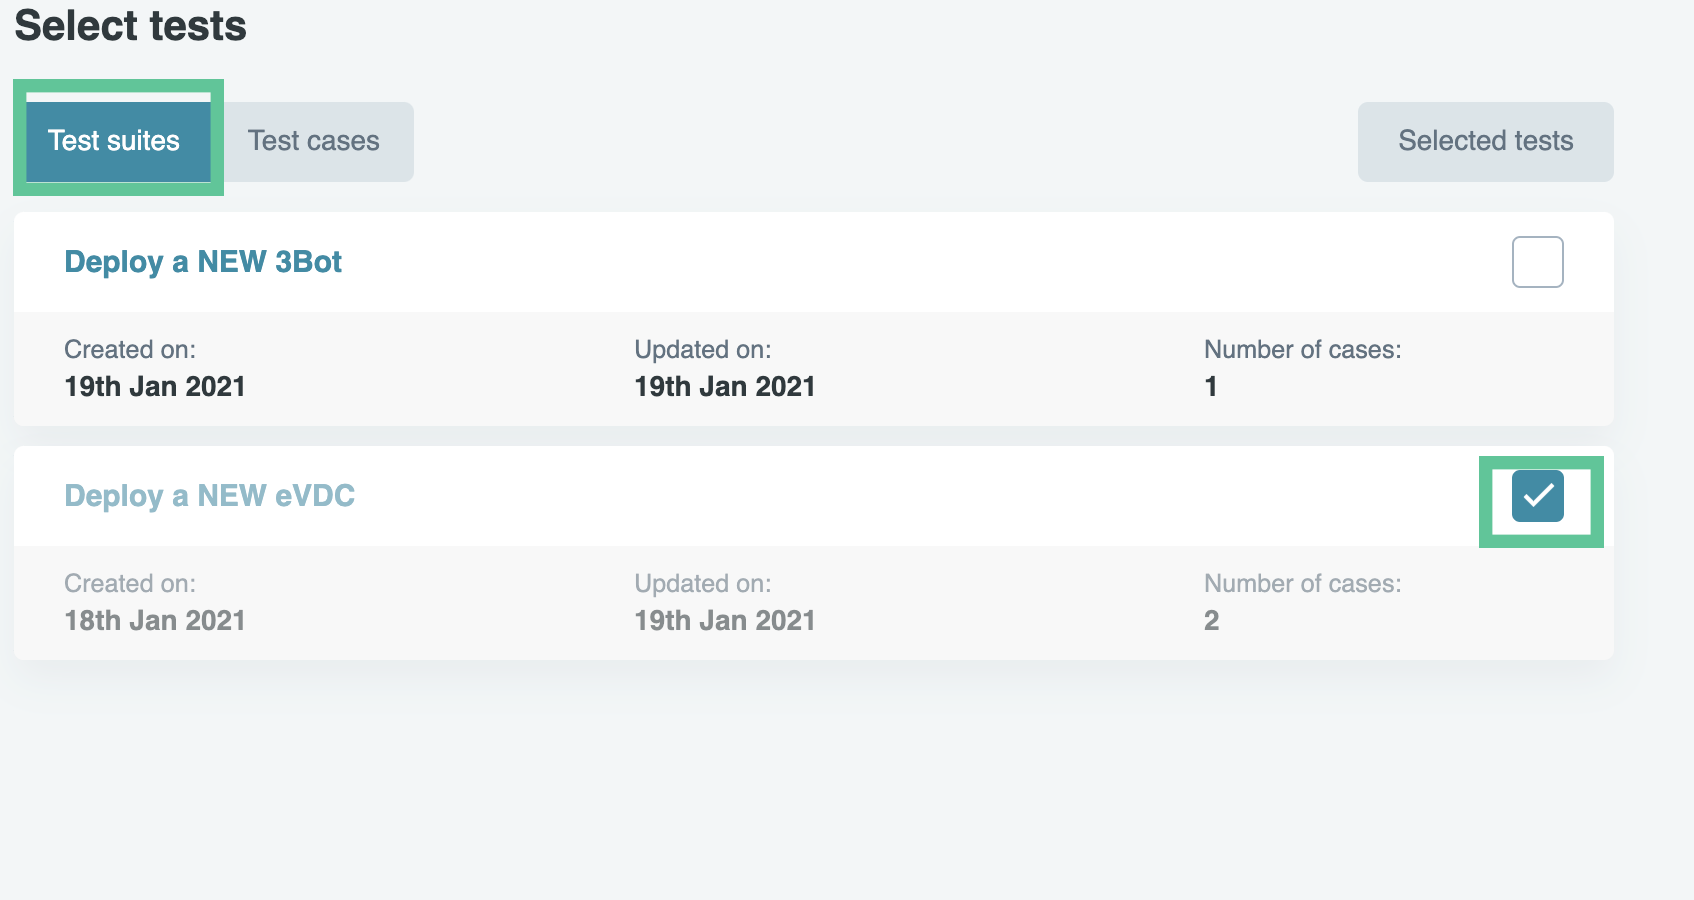 Select tests
Test suites
Test cases
Selected tests
Deploy a NEW 3Bot
Created on:
Updated on:
Number of cases:
19th Jan 2021
19th Jan 2021
1
Deploy a NEW eVDC
Created on:
Updated on:
Number of cases:
18th Jan 2021
19th Jan 2021
2